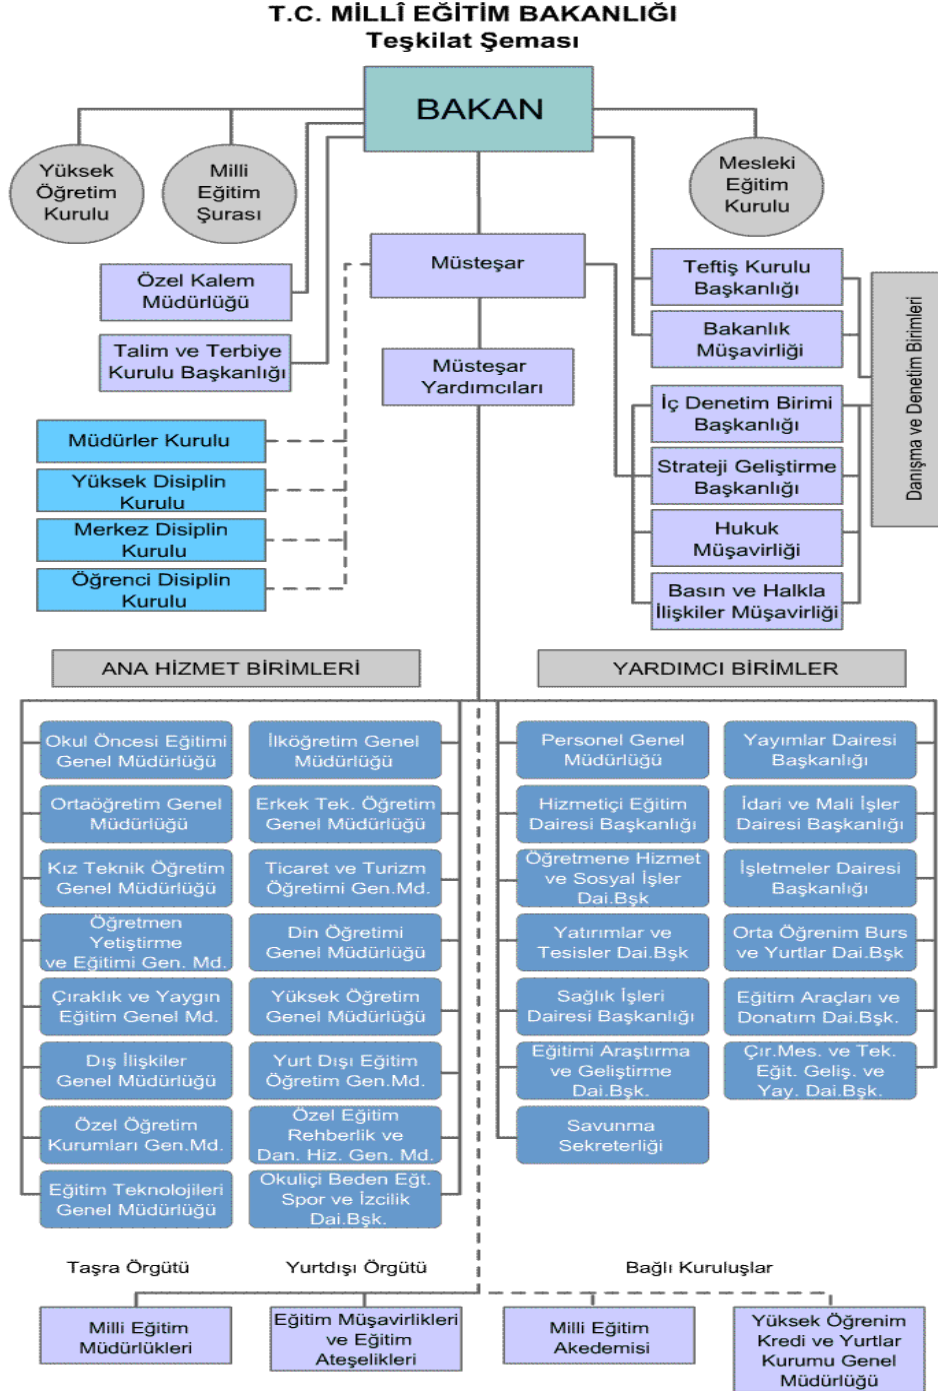 T.C. MİLLÎ EĞİTİM BAKANLIĞI
Teşkilat Şeması
BAKAN
Yüksek
Öğretim
Kurulu
Milli
Eğitim
Şurası
Mesleki
Eğitim
Kurulu
Özel Kalem
Müdürlüğü
Talim ve Terbiye
Kurulu Başkanlığı
Müsteşar
Müsteşar
Yardımcıları
Teftiş Kurulu
Başkanlığı
Bakanlık
Müşavirliği
İç Denetim Birimi
Başkanlığı
Strateji Geliştirme
Başkanlığı
Hukuk
Müşavirliği
Basın ve Halkla
İlişkiler Müşavirliği
Danışma ve Denetim Birimleri
Müdürler Kurulu
Yüksek Disiplin
Kurulu
Merkez Disiplin
Kurulu
Öğrenci Disiplin
Kurulu
ANA HİZMET BİRİMLERİ
Okul Öncesi Eğitimi
Genel Müdürlüğü
İlköğretim Genel
Müdürlüğü
Ortaöğretim Genel
Müdürlüğü
Erkek Tek. Öğretim
Genel Müdürlüğü
Kız Teknik Öğretim
Genel Müdürlüğü
Ticaret ve Turizm
Öğretimi Gen.Md.
Öğretmen
Yetiştirme
ve Eğitimi Gen. Md.
Din Öğretimi
Genel Müdürlüğü
Çıraklık ve Yaygın
Eğitim Genel Md.
Yüksek Öğretim
Genel Müdürlüğü
Dış İlişkiler
Genel Müdürlüğü
Yurt Dışı Eğitim
Öğretim Gen.Md.
Özel Öğretim
Kurumları Gen.Md.
Özel Eğitim
Rehberlik ve
Dan. Hiz. Gen. Md.
Eğitim Teknolojileri
Genel Müdürlüğü
Okuliçi Beden Eğt.
Spor ve İzcilik
Dai.Bşk.
YARDIMCI BİRİMLER
Personel Genel
Müdürlüğü
Yayımlar Dairesi
Başkanlığı
Hizmetiçi Eğitim
Dairesi Başkanlığı
İdari ve Mali İşler
Dairesi Başkanlığı
Öğretmene Hizmet
ve Sosyal İşler
Dai.Bşk
İşletmeler Dairesi
Başkanlığı
Yatırımlar ve
Tesisler Dai.Bşk
Orta Öğrenim Burs
ve Yurtlar Dai.Bşk
Sağlık İşleri
Dairesi Başkanlığı
Eğitim Araçları ve
Donatım Dai.Bşk.
Eğitimi Araştırma
ve Geliştirme
Dai.Bşk.
Çır.Mes. ve Tek.
Eğit. Geliş. ve
Yay. Dai.Bşk.
Savunma
Sekreterliği
Taşra Örgütü
Yurtdışı Örgütü
Bağlı Kuruluşlar
Milli Eğitim
Müdürlükleri
Eğitim Müşavirlikleri
ve Eğitim
Ateşelikleri
Milli Eğitim
Akedemisi
Yüksek Öğrenim
Kredi ve Yurtlar
Kurumu Genel
Müdürlüğü